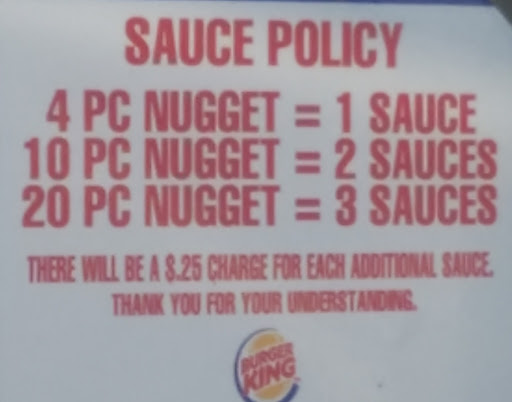 SAUCE POLICY
4 PC NUGGET = 1 SAUCE
10 PC NUGGET = 2 SAUCES
20 PC NUGGET = 3 SAUCES
THERE WILL BE A $.25 CHARGE FOR EACH ADDITIONAL SAUCE.
THANK YOU FOR YOUR UNDERSTANDING.
BURGER
KING